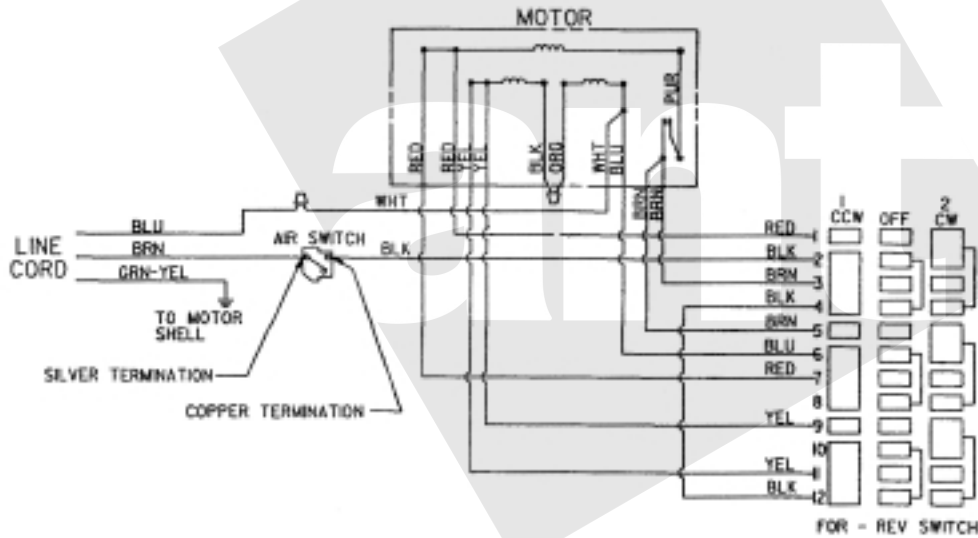 MOTOR
PUR
RED
RED
YEL
YEL
BLK
ORG
WHT
BLU
BRN
BRN
WHT
LINE
CORD
BLU
BRN
GRN-YEL
AIR SWITCH
BLK
TO MOTOR
SHELL
SILVER TERMINATION
COPPER TERMINATION
1
CCW
OFF
2
CW
RED 1
BLK 2
BRN 3
BLK 4
BRN 5
BLU 6
RED 7
8
YEL 9
10
YEL 11
BLK 12
FOR - REV SWITCH
ant